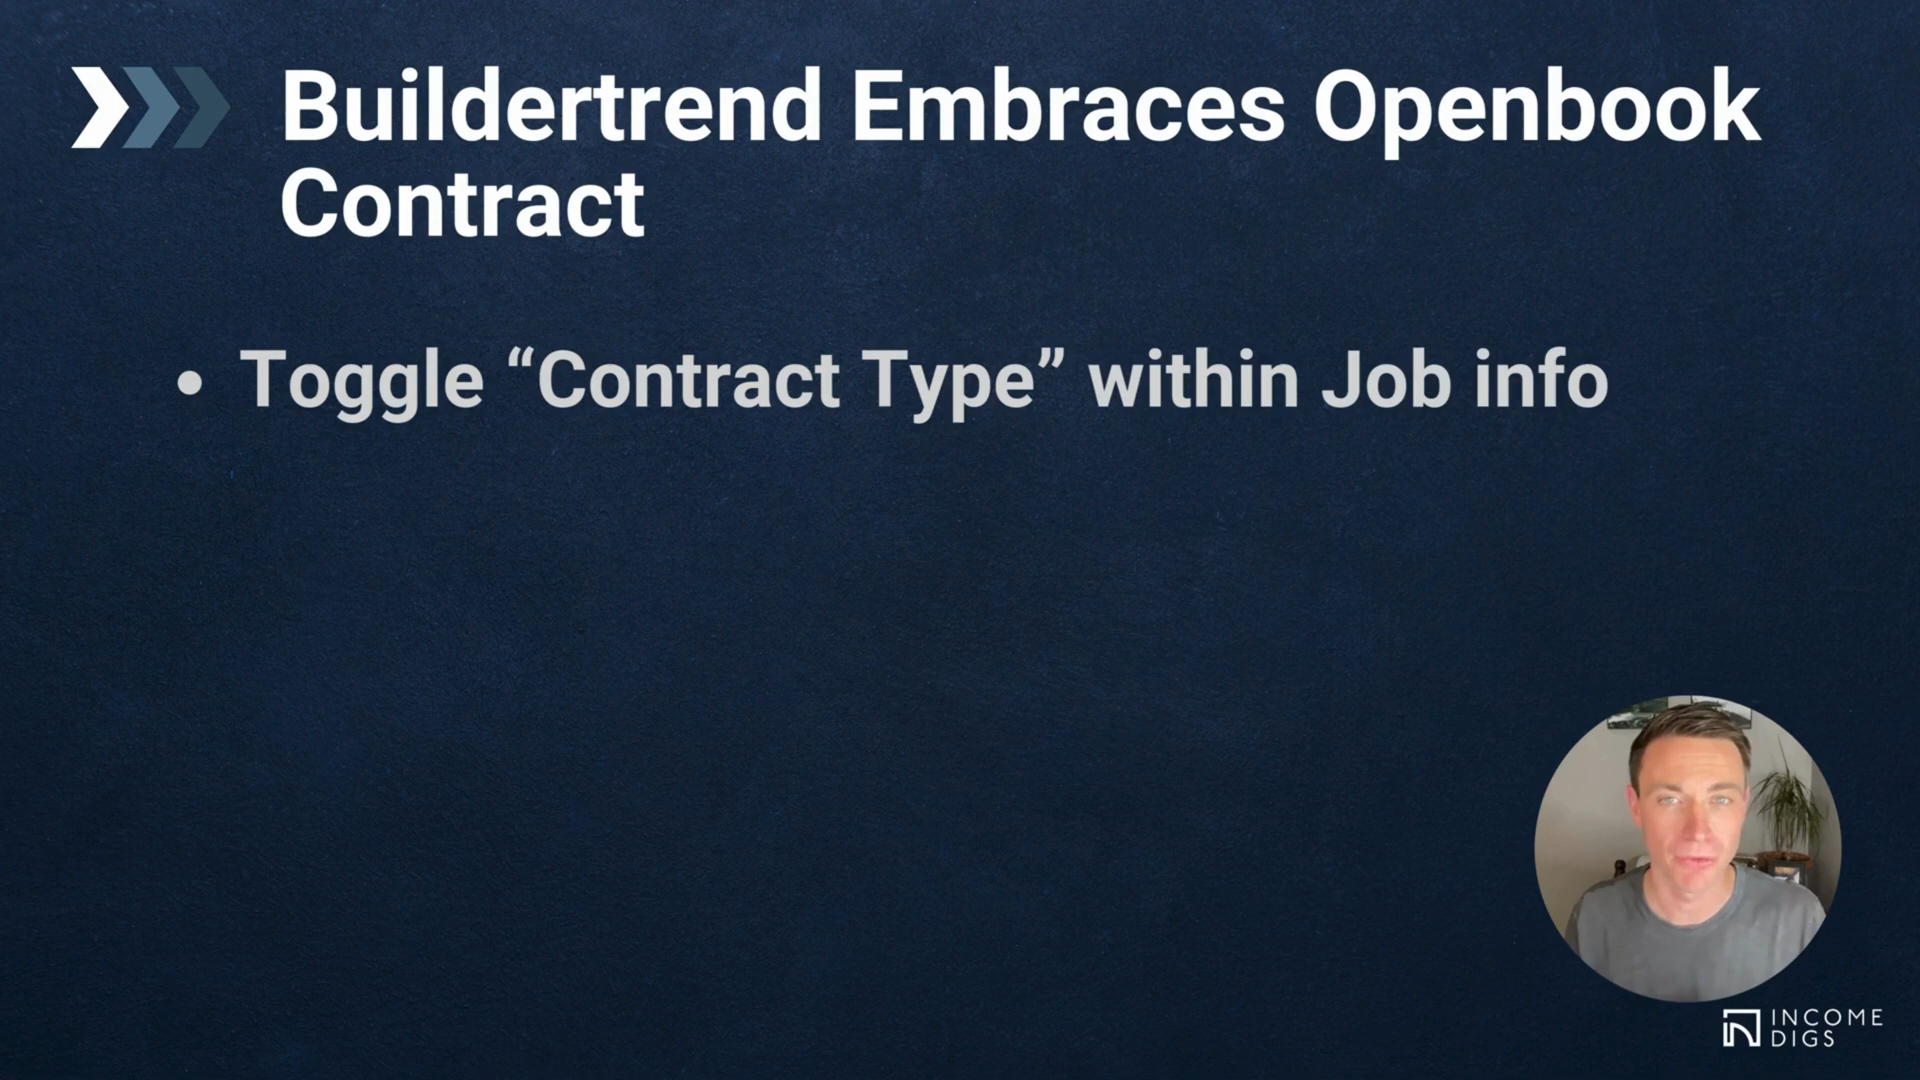 Buildertrend Embraces Openbook
Contract
• Toggle “Contract Type” within Job info
INCOME
DIGS